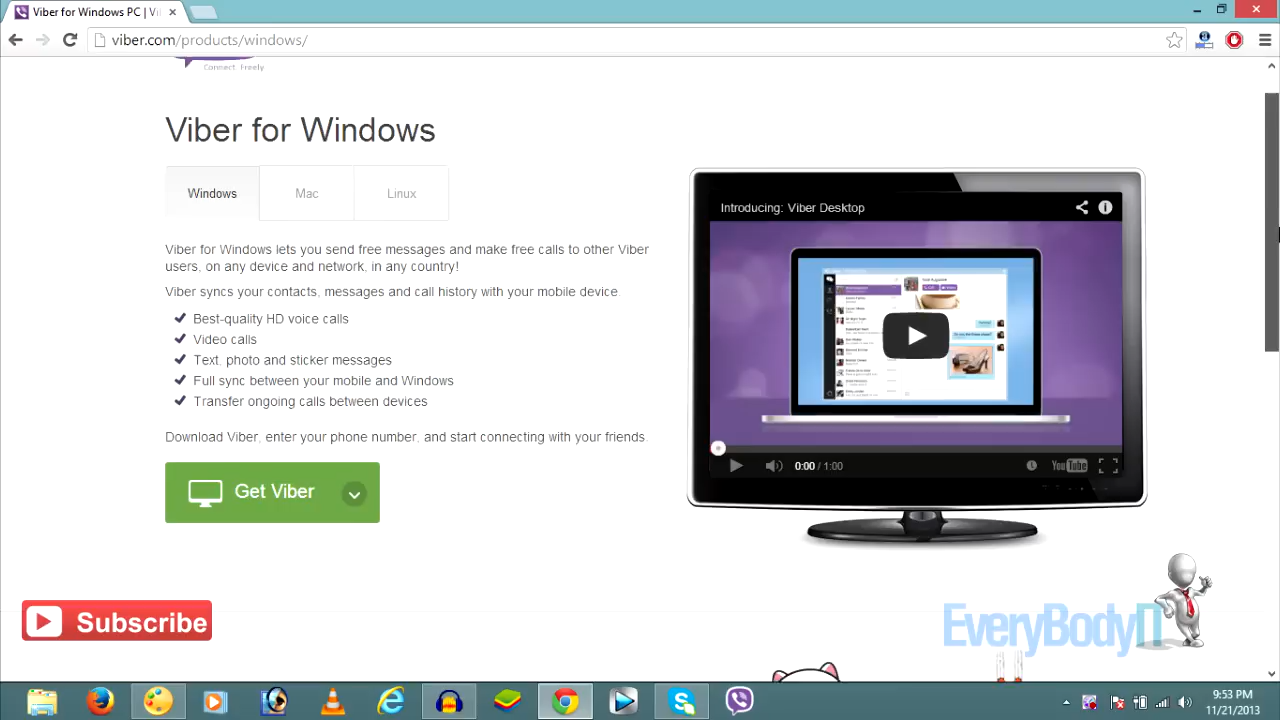 Viber for Windows PC | Vi
viber.com/products/windows/
Connect Freely
Viber for Windows
Windows Mac Linux
Viber for Windows lets you send free messages and make free calls to other Viber
users, on any device and network, in any country!
Viber syncs your contacts, messages and call history with your mobile device.
Best-quality HD voice calls
Video calls
Text, photo and sticker messages
Full sync between your mobile and Windows
Transfer ongoing calls between devices
Download Viber, enter your phone number, and start connecting with your friends.
Get Viber
Introducing: Viber Desktop
0:00 / 1:00
YouTube
Subscribe
EveryBodyD
9:53 PM
11/21/2013